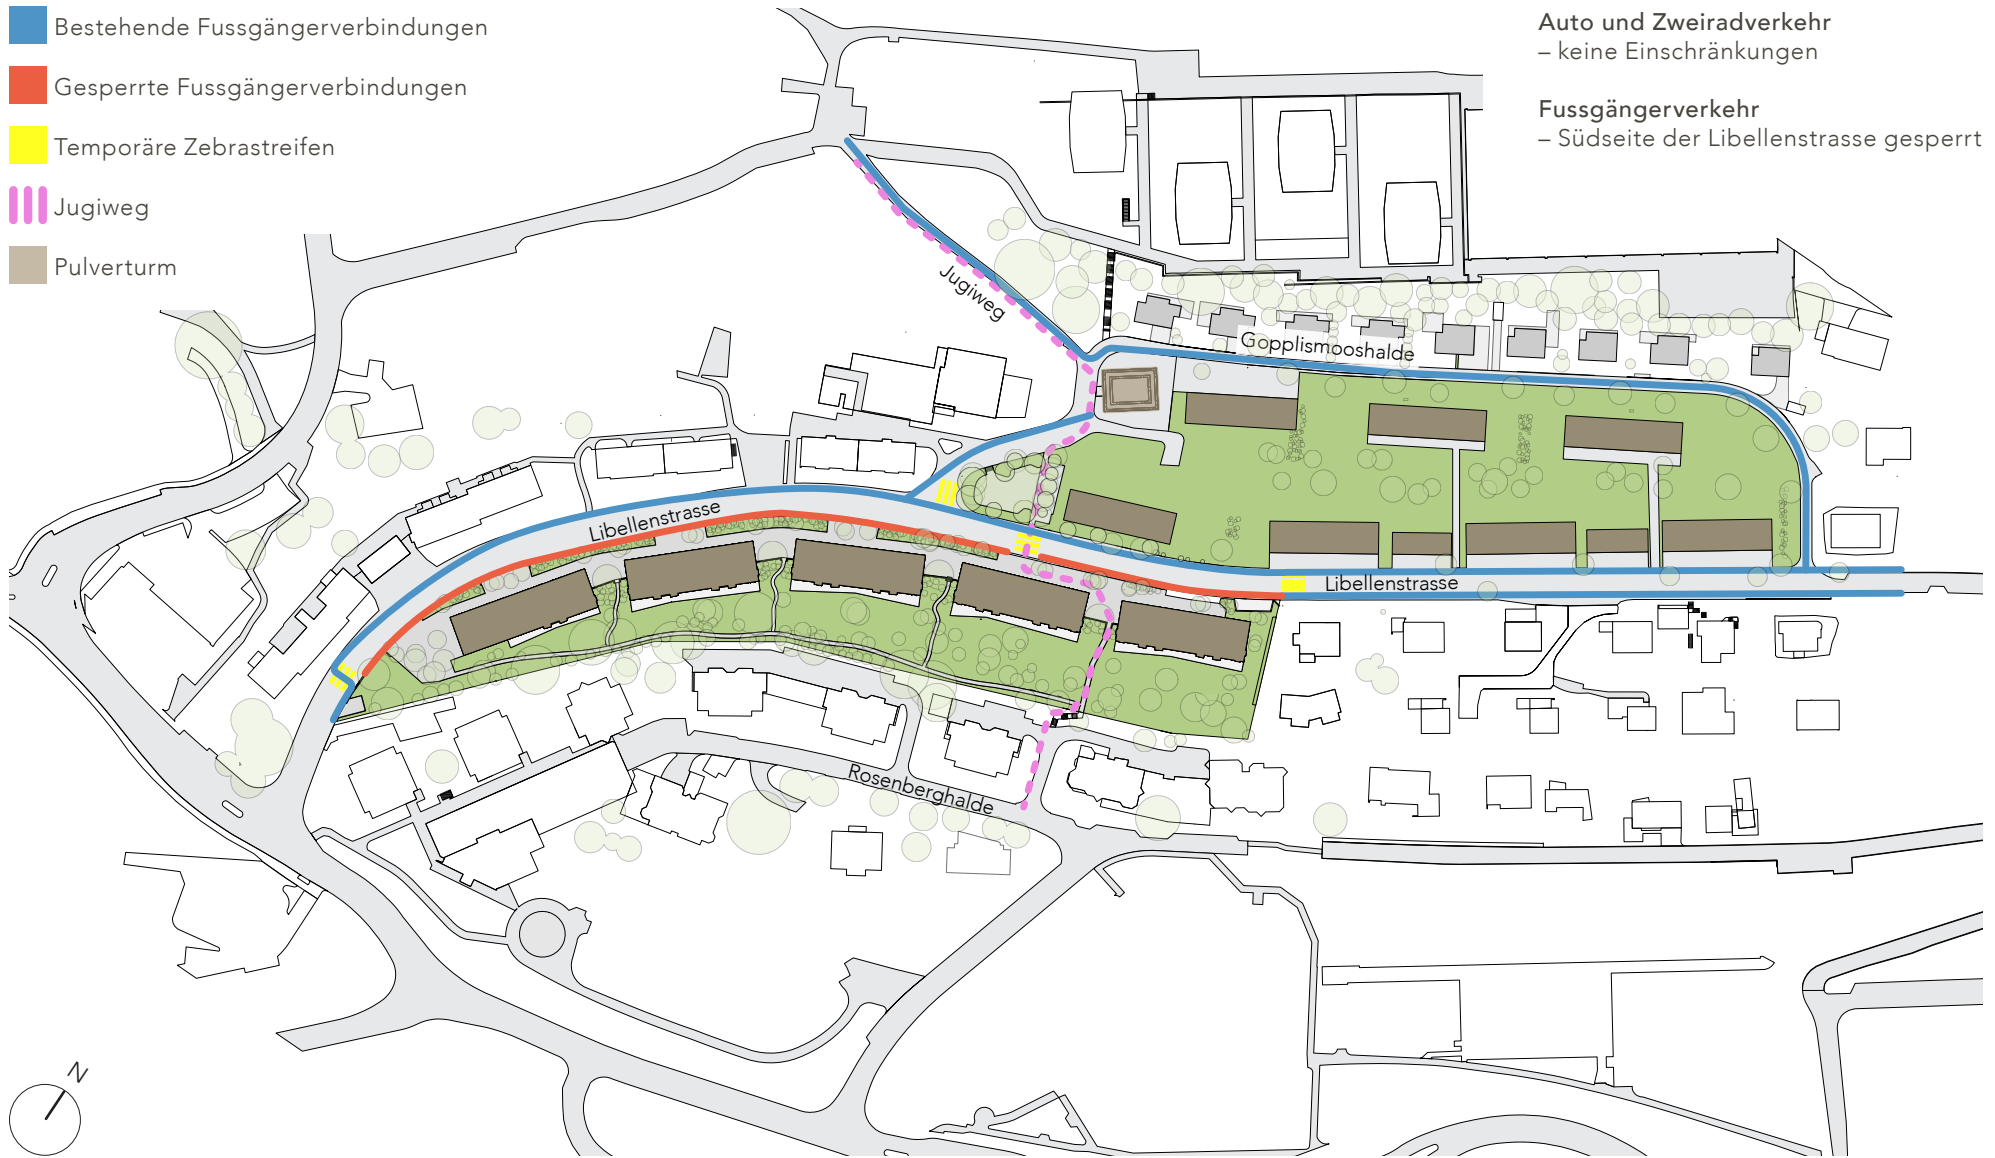 Bestehende Fussgängerverbindungen
Gesperrte Fussgängerverbindungen
Temporäre Zebrastreifen
Jugiweg
Pulverturm
Auto und Zweiradverkehr
– keine Einschränkungen
Fussgängerverkehr
– Südseite der Libellenstrasse gesperrt
Jugiweg
Gopplismooshalde
Libellenstrasse
Libellenstrasse
Rosenberghalde
N